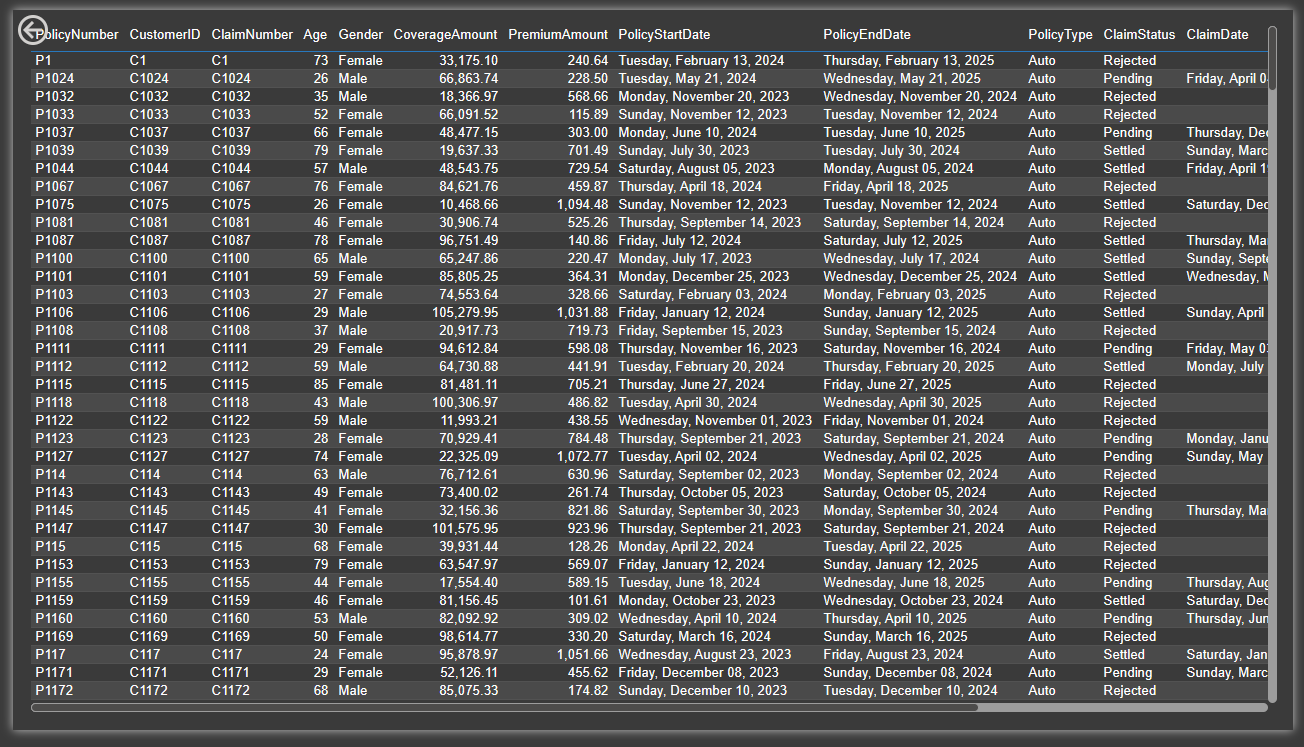 PolicyNumber CustomerID ClaimNumber Age Gender CoverageAmount PremiumAmount PolicyStartDate PolicyEndDate PolicyType ClaimStatus ClaimDate
P1 C1 C1 73 Female 33,175.10 240.64 Tuesday, February 13, 2024 Thursday, February 13, 2025 Auto Rejected
P1024 C1024 C1024 26 Male 66,863.74 228.50 Tuesday, May 21, 2024 Wednesday, May 21, 2025 Auto Pending Friday, April 0
P1032 C1032 C1032 35 Male 18,366.97 568.66 Monday, November 20, 2023 Wednesday, November 20, 2024 Auto Rejected
P1033 C1033 C1033 52 Female 66,091.52 115.89 Sunday, November 12, 2023 Tuesday, November 12, 2024 Auto Rejected
P1037 C1037 C1037 66 Female 48,477.15 303.00 Monday, June 10, 2024 Tuesday, June 10, 2025 Auto Pending Thursday, Dec
P1039 C1039 C1039 79 Female 19,637.33 701.49 Sunday, July 30, 2023 Tuesday, July 30, 2024 Auto Settled Sunday, Marc
P1044 C1044 C1044 57 Male 48,543.75 729.54 Saturday, August 05, 2023 Monday, August 05, 2024 Auto Settled Friday, April 1
P1067 C1067 C1067 76 Female 84,621.76 459.87 Thursday, April 18, 2024 Friday, April 18, 2025 Auto Rejected
P1075 C1075 C1075 26 Female 10,468.66 1,094.48 Sunday, November 12, 2023 Tuesday, November 12, 2024 Auto Settled Saturday, Dec
P1081 C1081 C1081 46 Female 30,906.74 525.26 Thursday, September 14, 2023 Saturday, September 14, 2024 Auto Rejected
P1087 C1087 C1087 78 Female 96,751.49 140.86 Friday, July 12, 2024 Saturday, July 12, 2025 Auto Settled Thursday, Ma
P1100 C1100 C1100 65 Male 65,247.86 220.47 Monday, July 17, 2023 Wednesday, July 17, 2024 Auto Settled Sunday, Sept
P1101 C1101 C1101 59 Female 85,805.25 364.31 Monday, December 25, 2023 Wednesday, December 25, 2024 Auto Settled Wednesday, M
P1103 C1103 C1103 27 Female 74,553.64 328.66 Saturday, February 03, 2024 Monday, February 03, 2025 Auto Rejected
P1106 C1106 C1106 29 Male 105,279.95 1,031.88 Friday, January 12, 2024 Sunday, January 12, 2025 Auto Settled Sunday, April
P1108 C1108 C1108 37 Male 20,917.73 719.73 Friday, September 15, 2023 Sunday, September 15, 2024 Auto Rejected
P1111 C1111 C1111 29 Female 94,612.84 598.08 Thursday, November 16, 2023 Saturday, November 16, 2024 Auto Pending Friday, May 03
P1112 C1112 C1112 59 Male 64,730.88 441.91 Tuesday, February 20, 2024 Thursday, February 20, 2025 Auto Settled Monday, July
P1115 C1115 C1115 85 Female 81,481.11 705.21 Thursday, June 27, 2024 Friday, June 27, 2025 Auto Rejected
P1118 C1118 C1118 43 Male 100,306.97 486.82 Tuesday, April 30, 2024 Wednesday, April 30, 2025 Auto Rejected
P1122 C1122 C1122 59 Male 11,993.21 438.55 Wednesday, November 01, 2023 Friday, November 01, 2024 Auto Rejected
P1123 C1123 C1123 28 Female 70,929.41 784.48 Thursday, September 21, 2023 Saturday, September 21, 2024 Auto Pending Monday, Janu
P1127 C1127 C1127 74 Female 22,325.09 1,072.77 Tuesday, April 02, 2024 Wednesday, April 02, 2025 Auto Pending Sunday, May
P114 C114 C114 63 Male 76,712.61 630.96 Saturday, September 02, 2023 Monday, September 02, 2024 Auto Rejected
P1143 C1143 C1143 49 Female 73,400.02 261.74 Thursday, October 05, 2023 Saturday, October 05, 2024 Auto Rejected
P1145 C1145 C1145 41 Female 32,156.36 821.86 Saturday, September 30, 2023 Monday, September 30, 2024 Auto Pending Thursday, Mar
P1147 C1147 C1147 30 Female 101,575.95 923.96 Thursday, September 21, 2023 Saturday, September 21, 2024 Auto Rejected
P115 C115 C115 68 Female 39,931.44 128.26 Monday, April 22, 2024 Tuesday, April 22, 2025 Auto Rejected
P1153 C1153 C1153 79 Female 63,547.97 569.07 Friday, January 12, 2024 Sunday, January 12, 2025 Auto Rejected
P1155 C1155 C1155 44 Female 17,554.40 589.15 Tuesday, June 18, 2024 Wednesday, June 18, 2025 Auto Pending Thursday, Aug
P1159 C1159 C1159 46 Female 81,156.45 101.61 Monday, October 23, 2023 Wednesday, October 23, 2024 Auto Settled Saturday, Dec
P1160 C1160 C1160 53 Male 82,092.92 309.02 Wednesday, April 10, 2024 Thursday, April 10, 2025 Auto Pending Thursday, Jun
P1169 C1169 C1169 50 Female 98,614.77 330.20 Saturday, March 16, 2024 Sunday, March 16, 2025 Auto Rejected
P117 C117 C117 24 Female 95,878.97 1,051.66 Wednesday, August 23, 2023 Friday, August 23, 2024 Auto Settled Saturday, Jan
P1171 C1171 C1171 29 Female 52,126.11 455.62 Friday, December 08, 2023 Sunday, December 08, 2024 Auto Pending Sunday, Marc
P1172 C1172 C1172 68 Male 85,075.33 174.82 Sunday, December 10, 2023 Tuesday, December 10, 2024 Auto Rejected